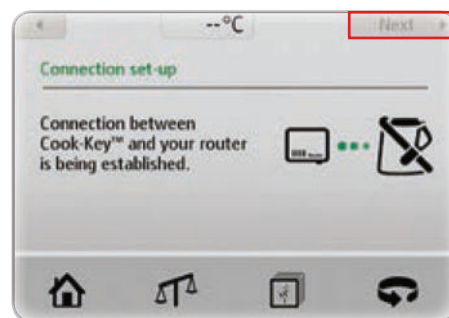 --°C
Next
Connection set-up
Connection between
Cook-Key™ and your router
is being established.